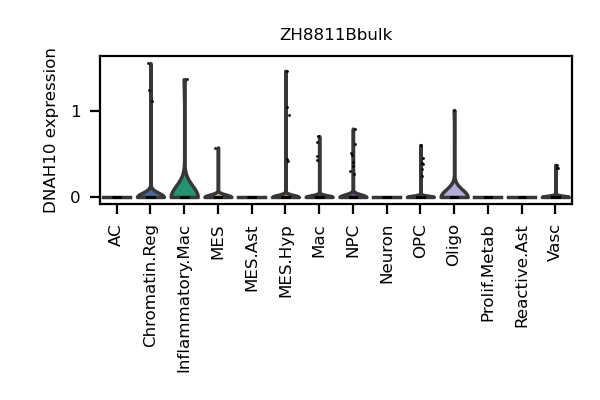 ZH8811Bbulk
DNAH10 expression
1
0
AC
Chromatin.Reg
Inflammatory.Mac
MES
MES.Ast
MES.Hyp
Mac
NPC
Neuron
OPC
Oligo
Prolif.Metab
Reactive.Ast
Vasc